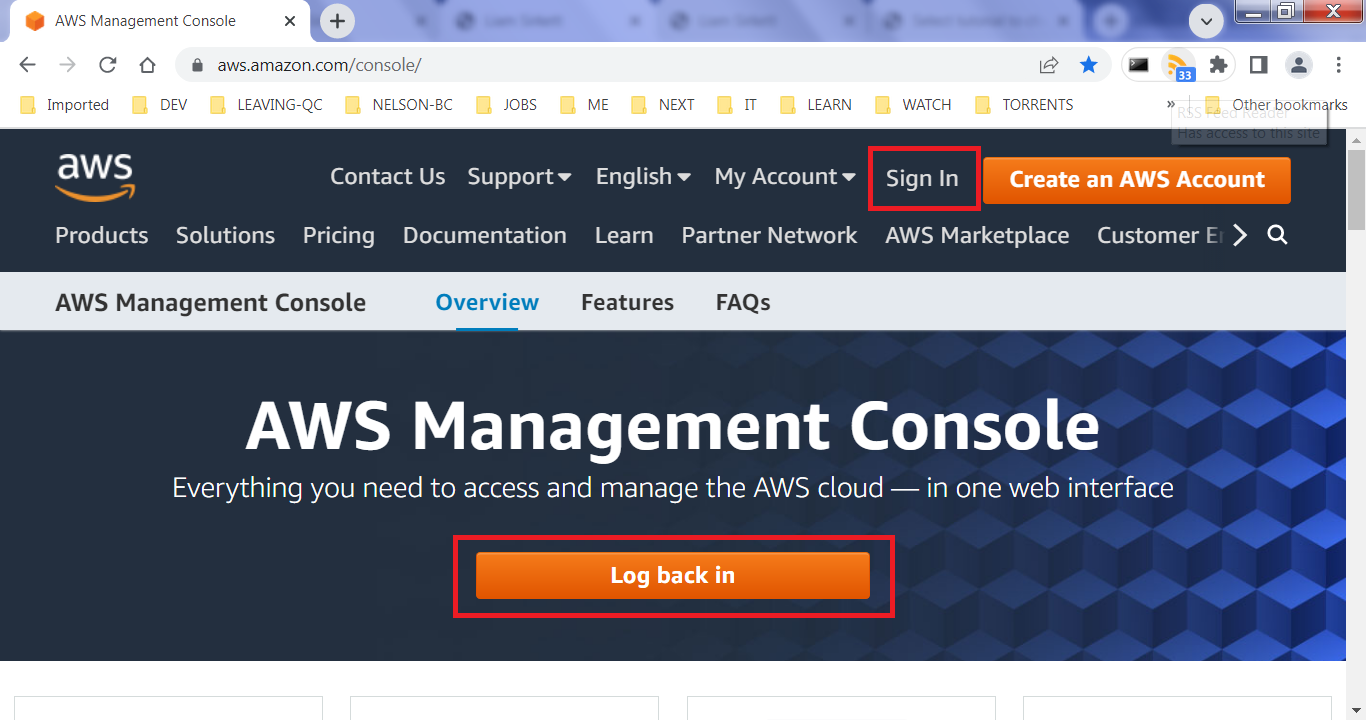 AWS Management Console
aws.amazon.com/console/
33
Imported DEV LEAVING-QC NELSON-BC JOBS ME NEXT IT LEARN WATCH TORRENTS » Other bookmarks
RSS Feed Reader
Has access to this site
aws
Contact Us Support English My Account Sign In Create an AWS Account
Products Solutions Pricing Documentation Learn Partner Network AWS Marketplace Customer
AWS Management Console Overview Features FAQs
AWS Management Console
Everything you need to access and manage the AWS cloud — in one web interface
Log back in